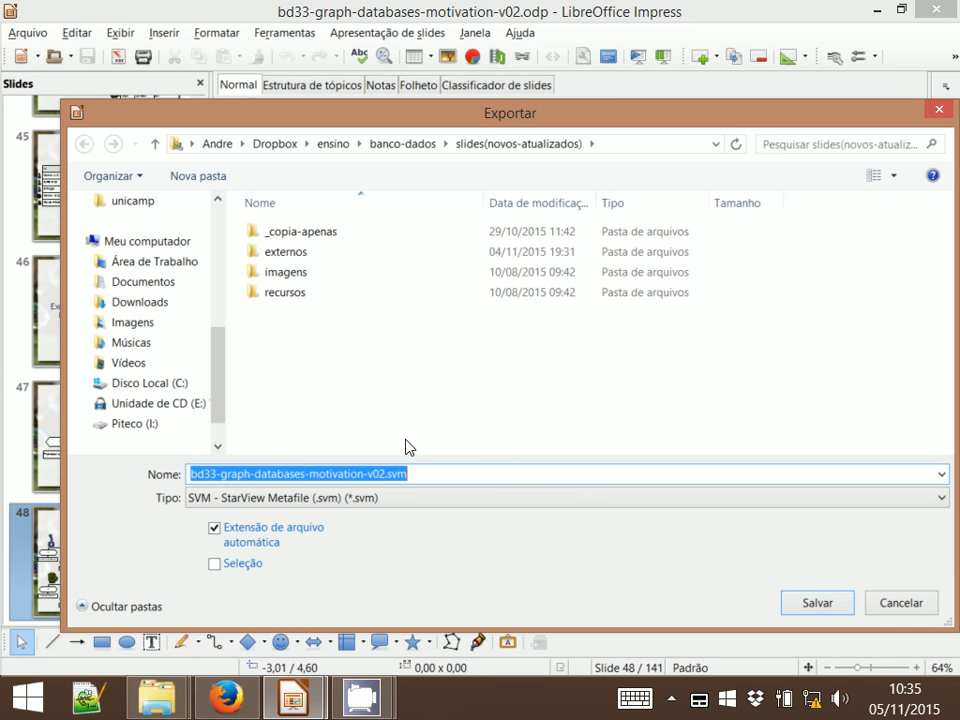 bd33-graph-databases-motivation-v02.odp - LibreOffice Impress
Arquivo Editar Exibir Inserir Formatar Ferramentas Apresentação de slides Janela Ajuda
Slides
Normal Estrutura de tópicos Notas Folheto Classificador de slides
Exportar
Andre Dropbox ensino banco-dados slides(novos-atualizados)
Pesquisar slides(novos-atualiz...
Organizar Nova pasta
unicamp
Meu computador
Área de Trabalho
Documentos
Downloads
Imagens
Músicas
Vídeos
Disco Local (C:)
Unidade de CD (E:)
Piteco (I:)
Nome Data de modificaç... Tipo Tamanho
_copia-apenas 29/10/2015 11:42 Pasta de arquivos
externos 04/11/2015 19:31 Pasta de arquivos
imagens 10/08/2015 09:42 Pasta de arquivos
recursos 10/08/2015 09:42 Pasta de arquivos
45
46
47
48
Nome: bd33-graph-databases-motivation-v02.svm
Tipo: SVM - StarView Metafile (.svm) (*.svm)
Extensão de arquivo
automática
Seleção
Ocultar pastas
Salvar Cancelar
-3,01 / 4,60 0,00 x 0,00 Slide 48 / 141 Padrão 64%
10:35
05/11/2015